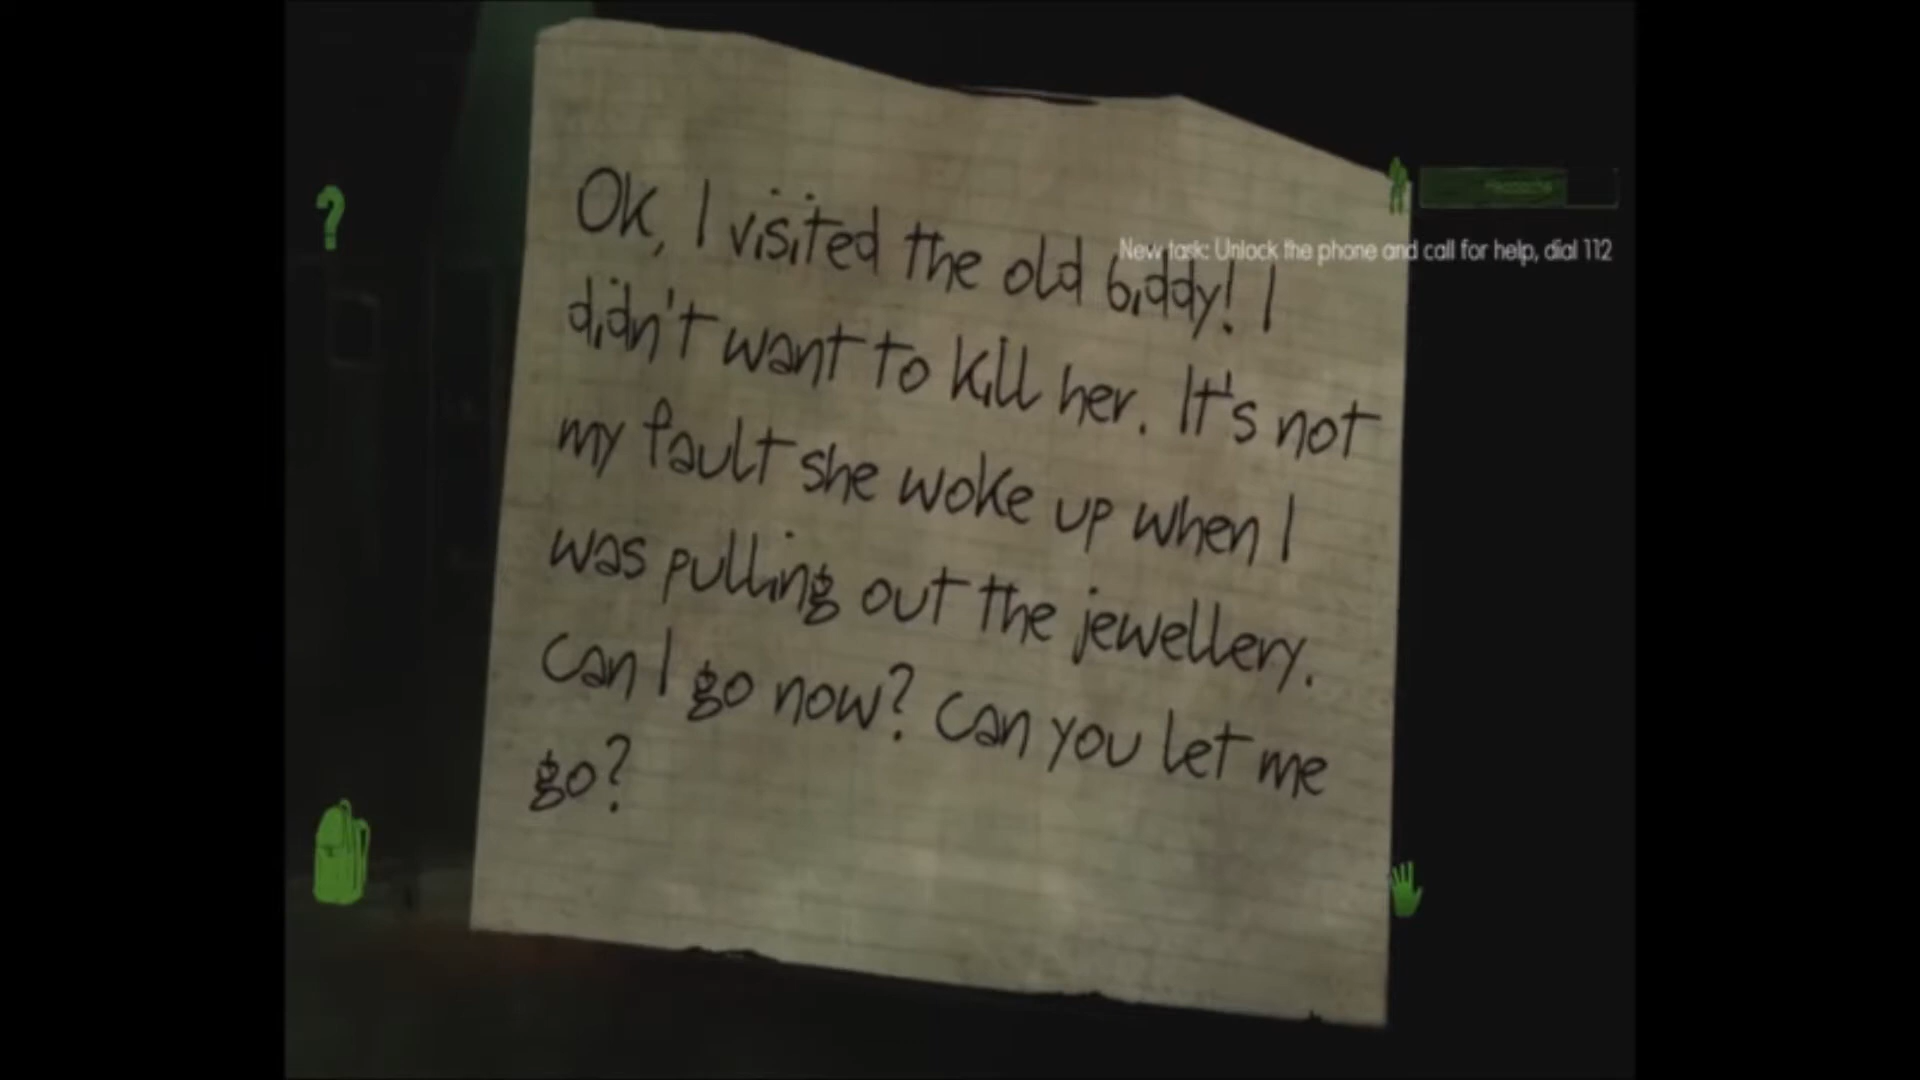 Ok, I visited the old biddy! I
didn't want to kill her. It's not
my fault she woke up when I
was pulling out the jewellery.
Can I go now? Can you let me
go?
New task: Unlock the phone and call for help, dial 112
?